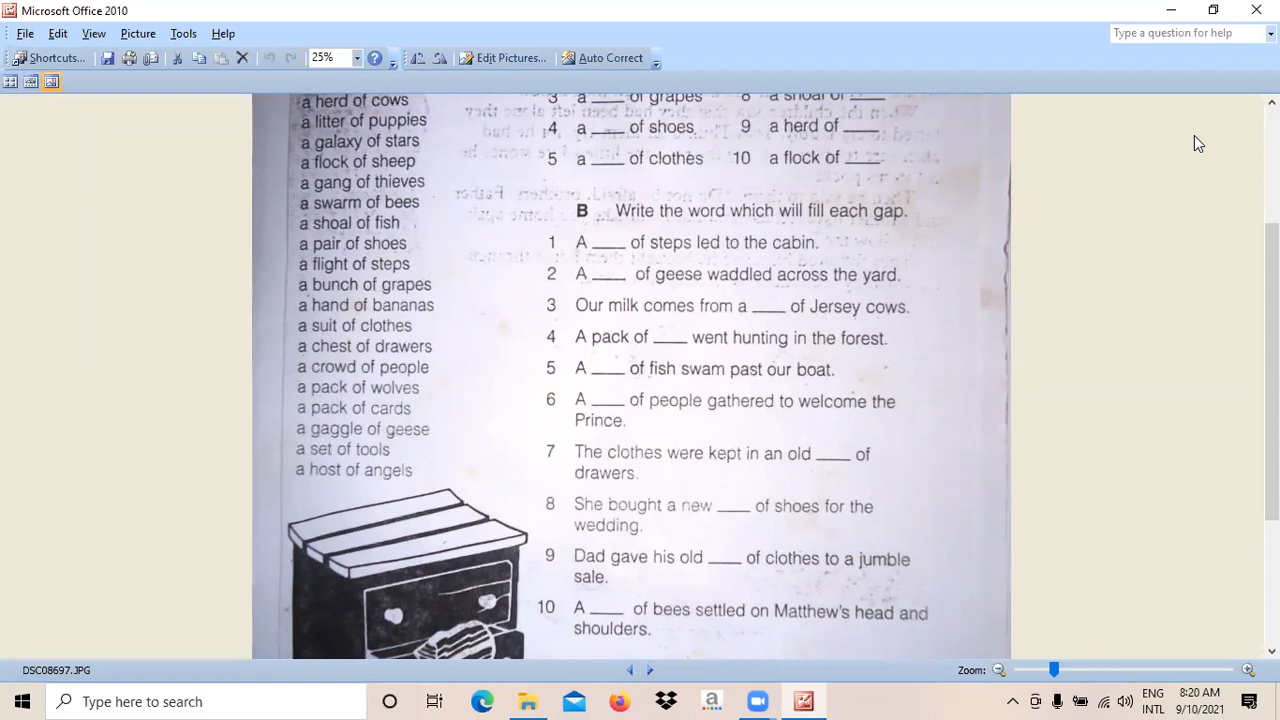 Microsoft Office 2010
File Edit View Picture Tools Help
Type a question for help
Shortcuts...
25%
Edit Pictures...
Auto Correct
a herd of cows
a litter of puppies
a galaxy of stars
a flock of sheep
a gang of thieves
a swarm of bees
a shoal of fish
a pair of shoes
a flight of steps
a bunch of grapes
a hand of bananas
a suit of clothes
a chest of drawers
a crowd of people
a pack of wolves
a pack of cards
a gaggle of geese
a set of tools
a host of angels
3 a ____ of grapes 8 a shoal of ____
4 a ____ of shoes 9 a herd of ____
5 a ____ of clothes 10 a flock of ____
B Write the word which will fill each gap.
1 A ____ of steps led to the cabin.
2 A ____ of geese waddled across the yard.
3 Our milk comes from a ____ of Jersey cows.
4 A pack of ____ went hunting in the forest.
5 A ____ of fish swam past our boat.
6 A ____ of people gathered to welcome the
Prince.
7 The clothes were kept in an old ____ of
drawers.
8 She bought a new ____ of shoes for the
wedding.
9 Dad gave his old ____ of clothes to a jumble
sale.
10 A ____ of bees settled on Matthew's head and
shoulders.
DSC08697.JPG
Zoom:
Type here to search
ENG
INTL
8:20 AM
9/10/2021